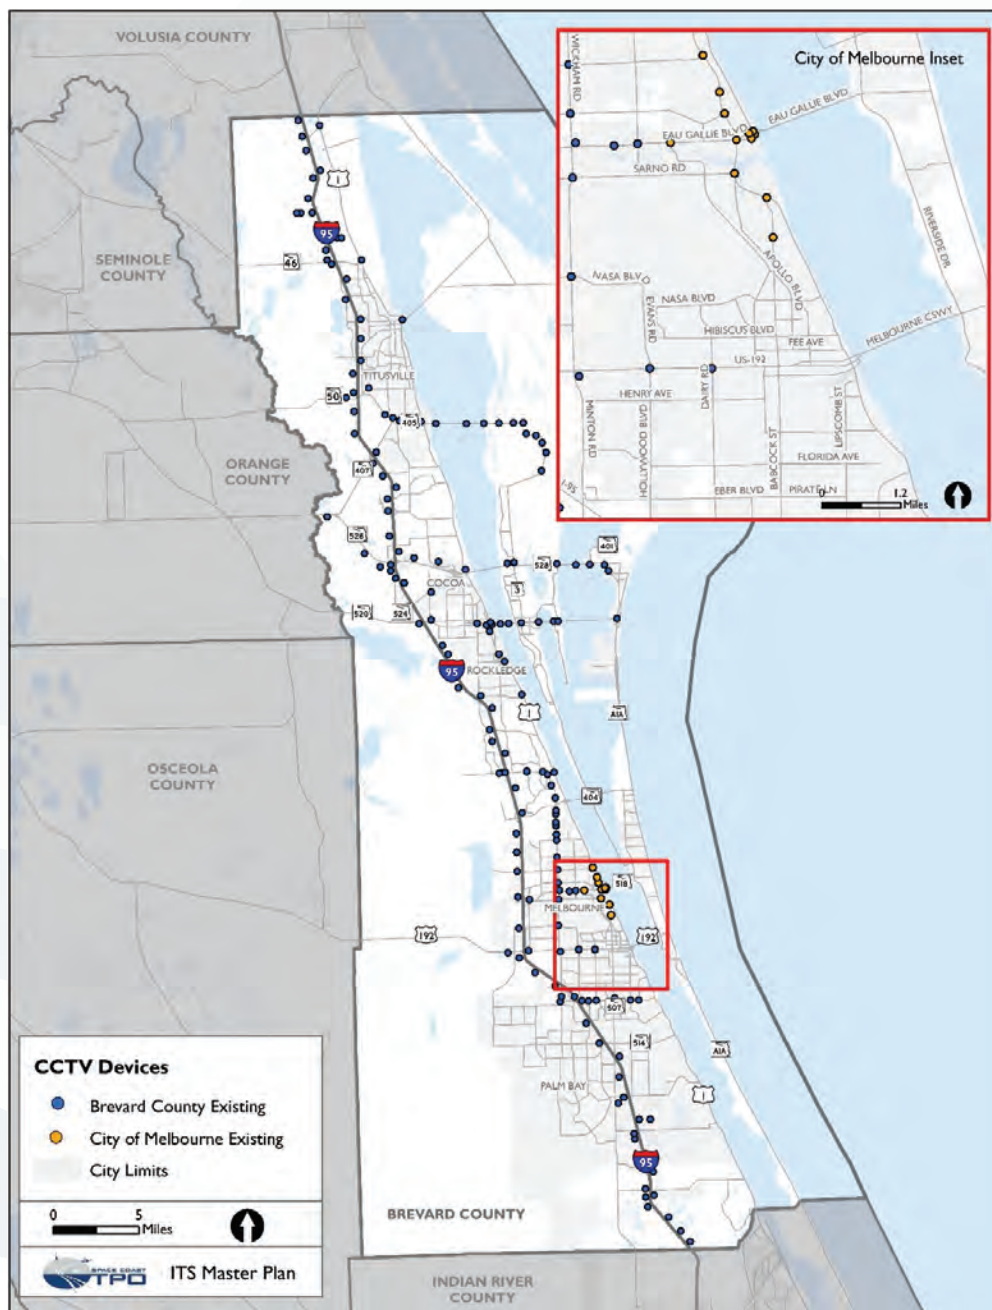 VOLUSIA COUNTY
City of Melbourne Inset
WICKHAM RD
EAU GALLIE BLVD
EAU GALLIE BLVD
SARNO RD
RIVERSIDE DR
APOLLO BLVD
NASA BLVD
NASA BLVD
EVANS RD
HIBISCUS BLVD
FEE AVE
MELBOURNE CSWY
US-192
DAIRY RD
HENRY AVE
MINTON RD
HOLLYWOOD BLVD
BABCOCK ST
LIPSCOMB ST
FLORIDA AVE
I-95
EBER BLVD
PIRATE LN
0 1.2
Miles
1
95
46
SEMINOLE
COUNTY
TITUSVILLE
50
405
ORANGE
COUNTY
407
528
401
528
COCOA
3
520
524
95
ROCKLEDGE
1
A1A
OSCEOLA
COUNTY
404
518
MELBOURNE
192
192
507
514
A1A
PALM BAY
1
95
CCTV Devices
Brevard County Existing
City of Melbourne Existing
City Limits
0 5
Miles
BREVARD COUNTY
SPACE COAST
TPO
ITS Master Plan
INDIAN RIVER
COUNTY